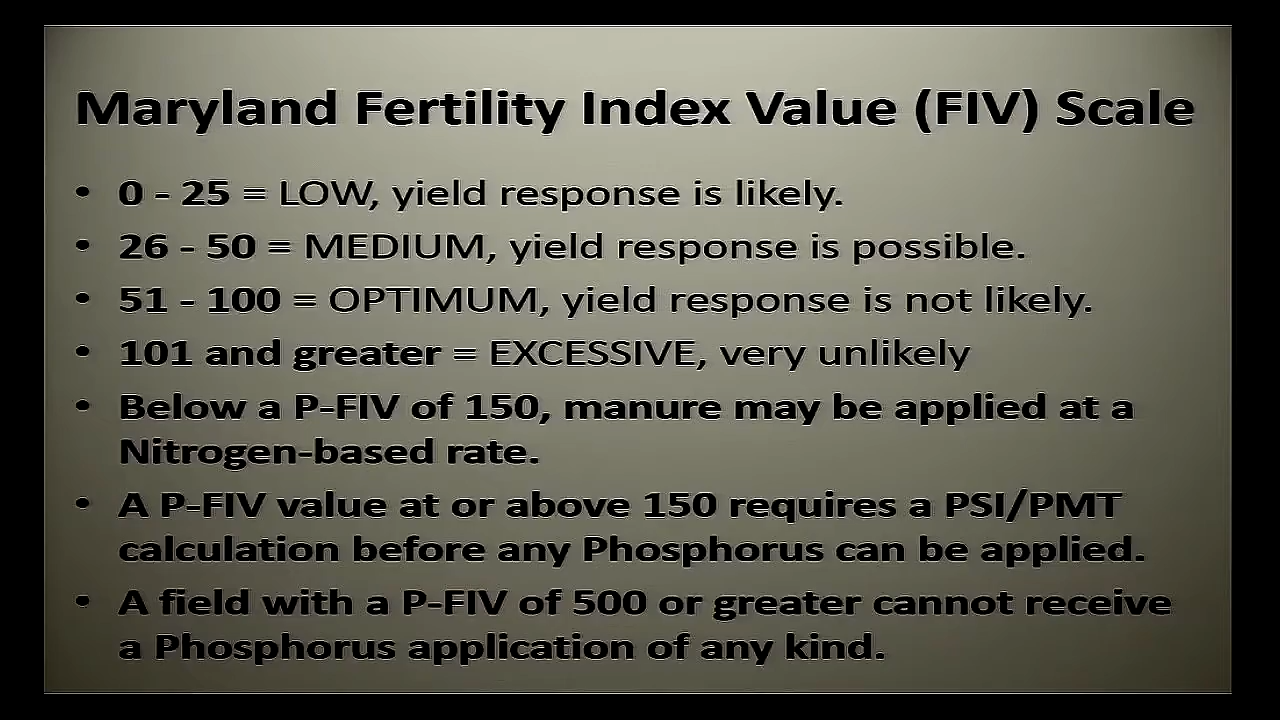 Maryland Fertility Index Value (FIV) Scale
• 0 - 25 = LOW, yield response is likely.
• 26 - 50 = MEDIUM, yield response is possible.
• 51 - 100 = OPTIMUM, yield response is not likely.
• 101 and greater = EXCESSIVE, very unlikely
• Below a P-FIV of 150, manure may be applied at a
Nitrogen-based rate.
• A P-FIV value at or above 150 requires a PSI/PMT
calculation before any Phosphorus can be applied.
• A field with a P-FIV of 500 or greater cannot receive
a Phosphorus application of any kind.